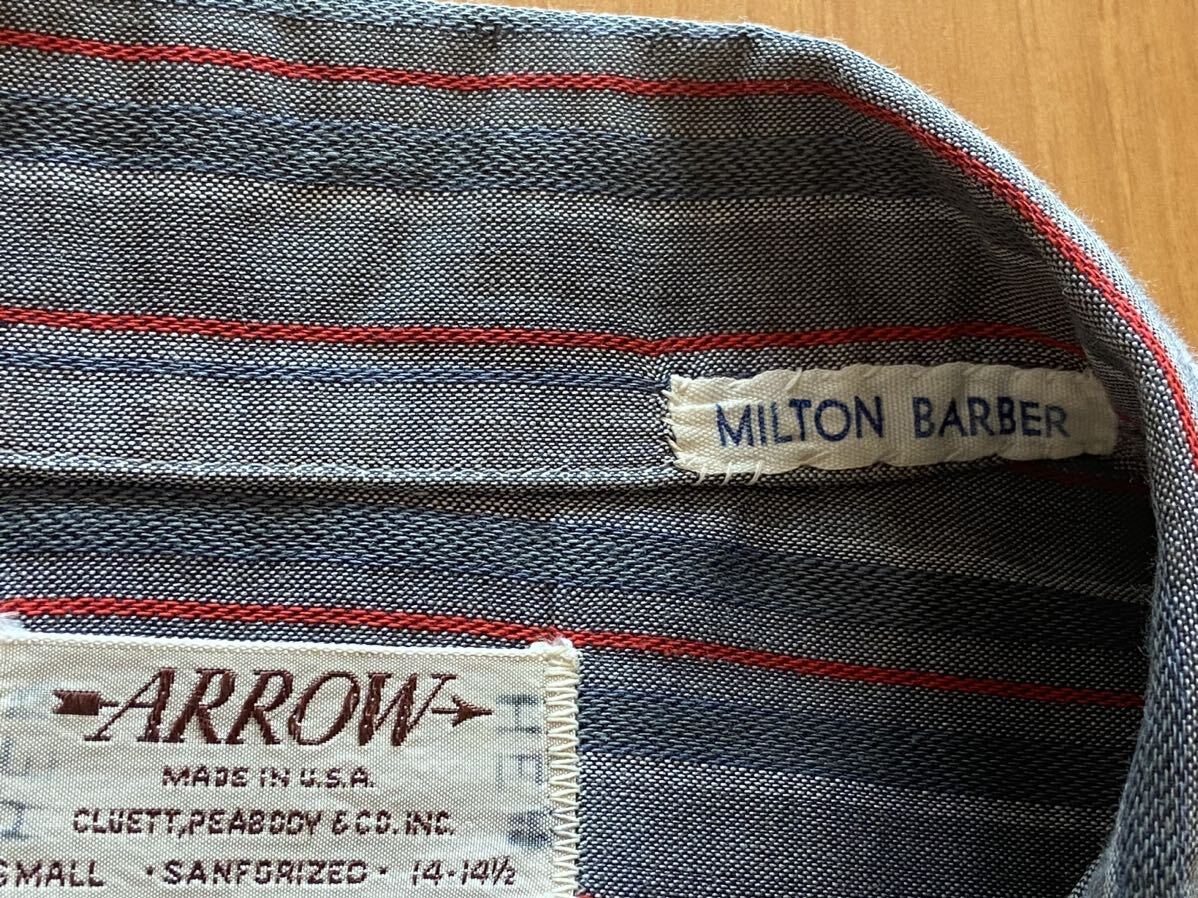 MILTON BARBER
ARROW
MADE IN U.S.A.
CLUETT, PEABODY & CO. INC.
SMALL · SANFORIZED · 14-14½